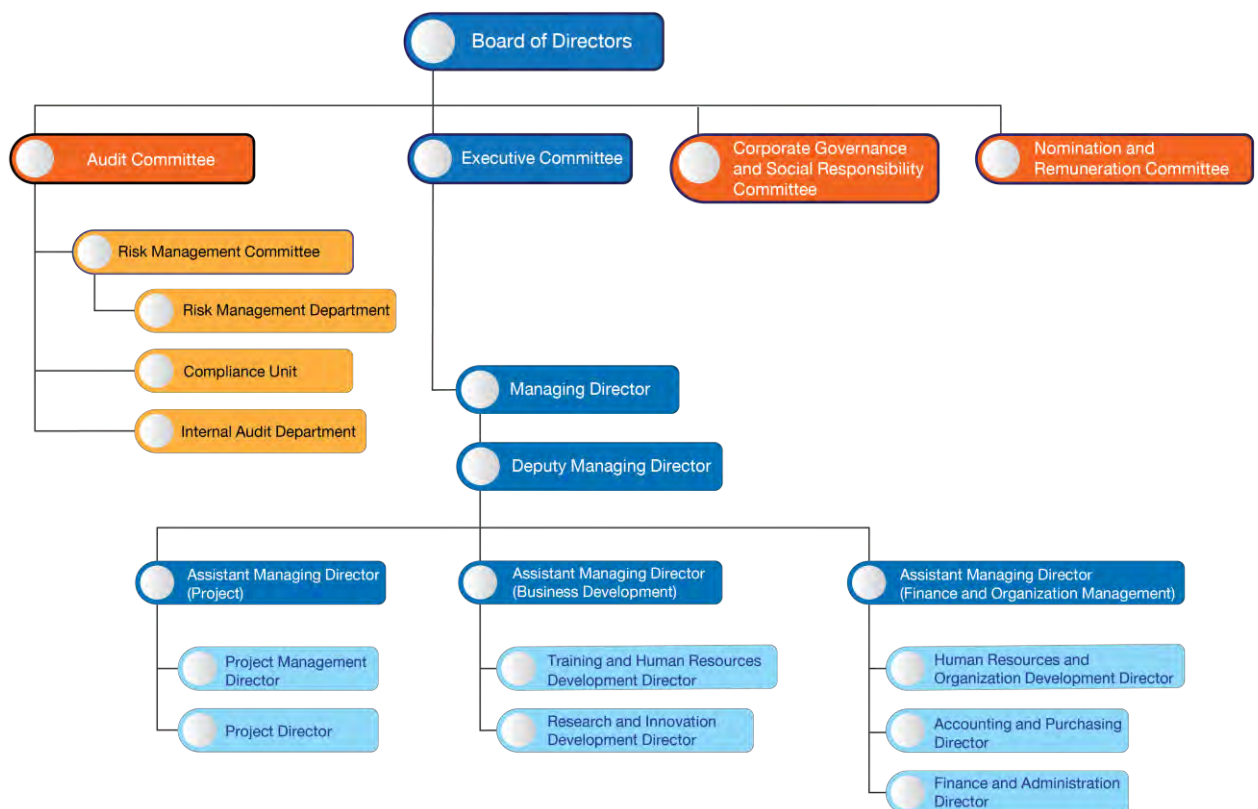 Board of Directors
Audit Committee
Executive Committee
Corporate Governance
and Social Responsibility
Committee
Nomination and
Remuneration Committee
Risk Management Committee
Risk Management Department
Compliance Unit
Internal Audit Department
Managing Director
Deputy Managing Director
Assistant Managing Director
(Project)
Assistant Managing Director
(Business Development)
Assistant Managing Director
(Finance and Organization Management)
Project Management
Director
Project Director
Training and Human Resources
Development Director
Research and Innovation
Development Director
Human Resources and
Organization Development Director
Accounting and Purchasing
Director
Finance and Administration
Director